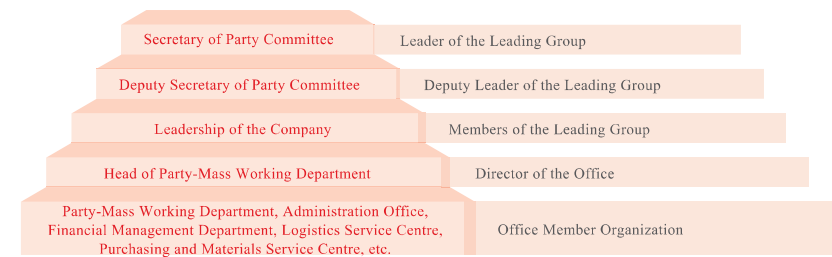 Secretary of Party Committee
Leader of the Leading Group
Deputy Secretary of Party Committee
Deputy Leader of the Leading Group
Leadership of the Company
Members of the Leading Group
Head of Party-Mass Working Department
Director of the Office
Party-Mass Working Department, Administration Office,
Financial Management Department, Logistics Service Centre,
Purchasing and Materials Service Centre, etc.
Office Member Organization